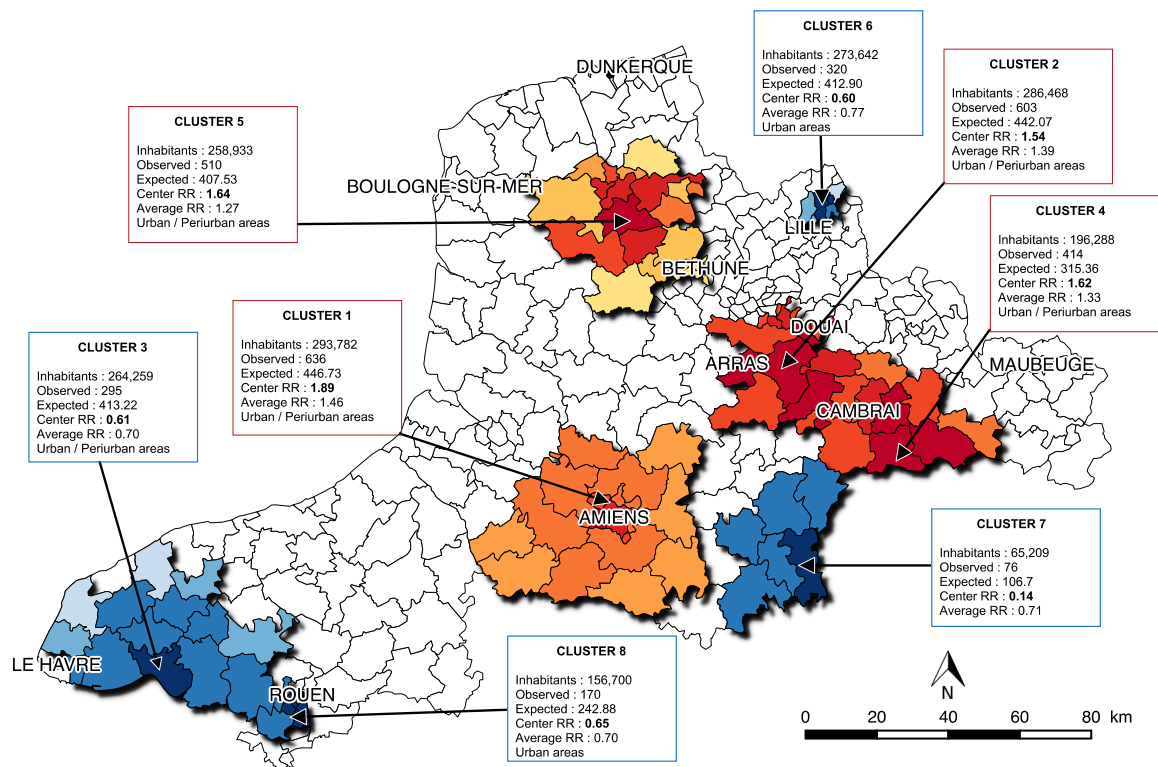 CLUSTER 6
Inhabitants : 273,642
Observed : 320
Expected : 412.90
Center RR : 0.60
Average RR : 0.77
Urban areas
CLUSTER 2
Inhabitants : 286,468
Observed : 603
Expected : 442.07
Center RR : 1.54
Average RR : 1.39
Urban / Periurban areas
DUNKERQUE
CLUSTER 5
Inhabitants : 258,933
Observed : 510
Expected : 407.53
Center RR : 1.64
Average RR : 1.27
Urban / Periurban areas
BOULOGNE-SUR-MER
LILLE
CLUSTER 4
Inhabitants : 196,288
Observed : 414
Expected : 315.36
Center RR : 1.62
Average RR : 1.33
Urban / Periurban areas
BETHUNE
CLUSTER 1
Inhabitants : 293,782
Observed : 636
Expected : 446.73
Center RR : 1.89
Average RR : 1.46
Urban / Periurban areas
DOUAI
ARRAS
MAUBEUGE
CLUSTER 3
Inhabitants : 264,259
Observed : 295
Expected : 413.22
Center RR : 0.61
Average RR : 0.70
Urban / Periurban areas
CAMBRAI
AMIENS
CLUSTER 7
Inhabitants : 65,209
Observed : 76
Expected : 106.7
Center RR : 0.14
Average RR : 0.71
LE HAVRE
ROUEN
CLUSTER 8
Inhabitants : 156,700
Observed : 170
Expected : 242.88
Center RR : 0.65
Average RR : 0.70
Urban areas
N
0 20 40 60 80 km